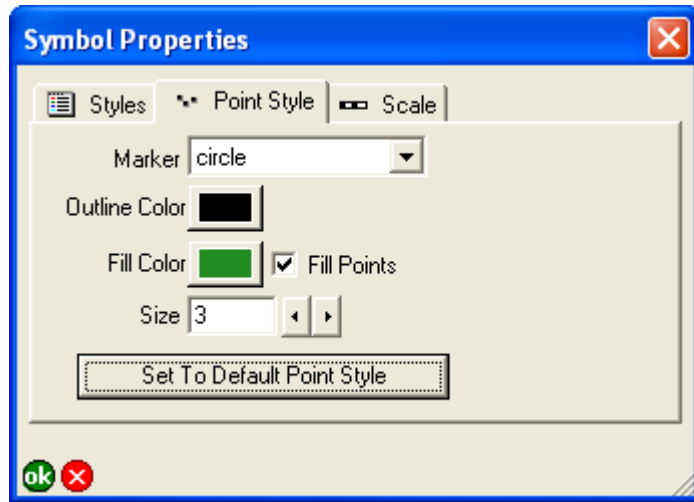 Symbol Properties
Styles Point Style Scale
Marker circle
Outline Color
Fill Color Fill Points
Size 3
Set To Default Point Style
ok